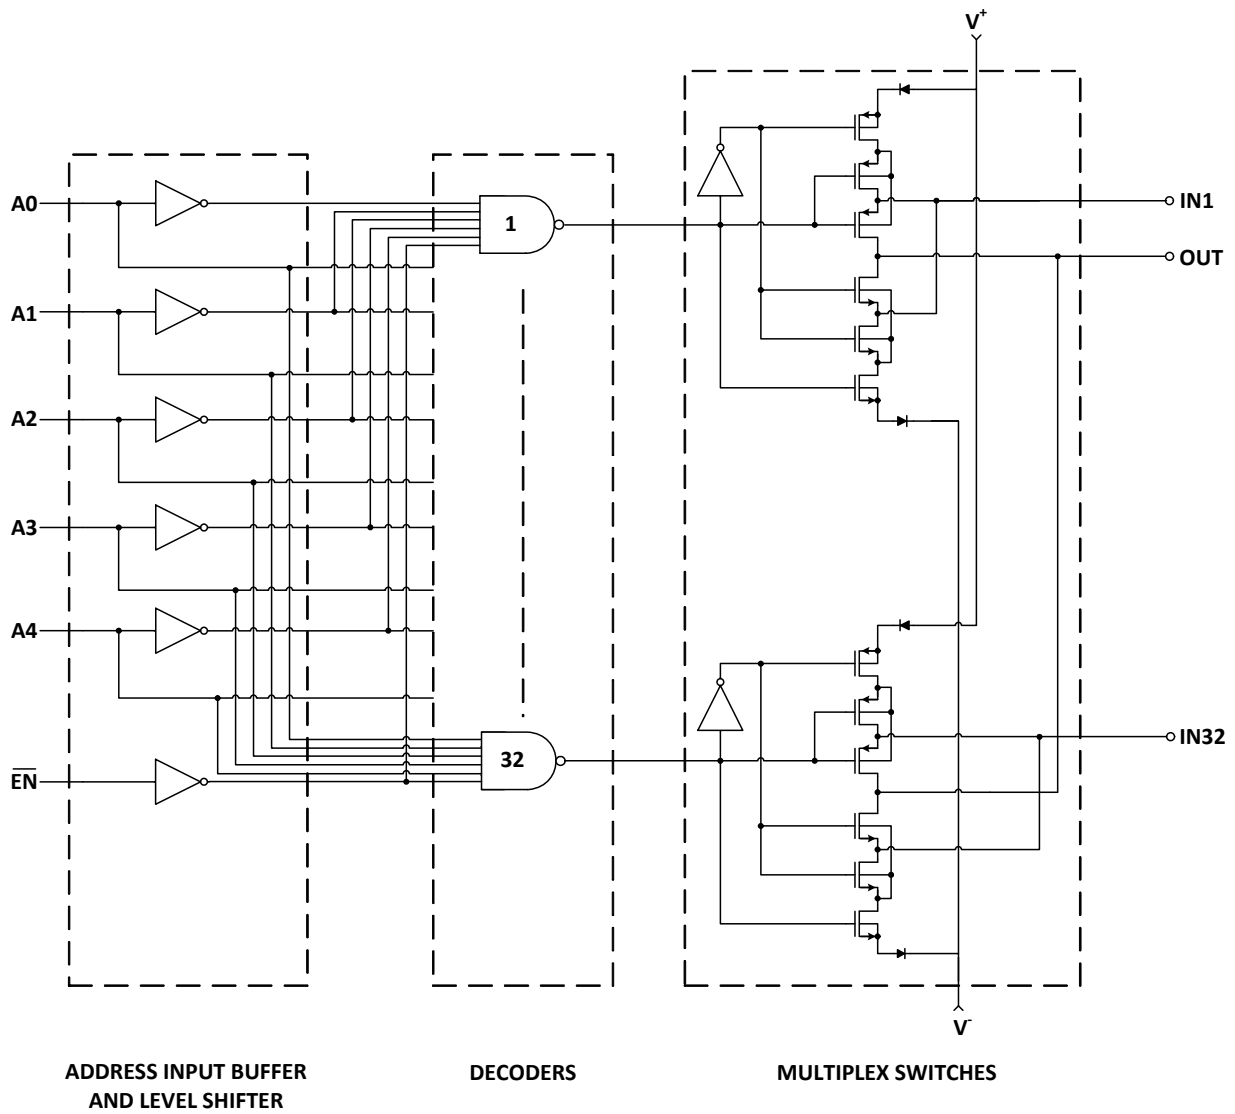 V⁺
A0
1
IN1
OUT
A1
A2
A3
A4
32
IN32
E̅N̅
V⁻
ADDRESS INPUT BUFFER
AND LEVEL SHIFTER
DECODERS
MULTIPLEX SWITCHES